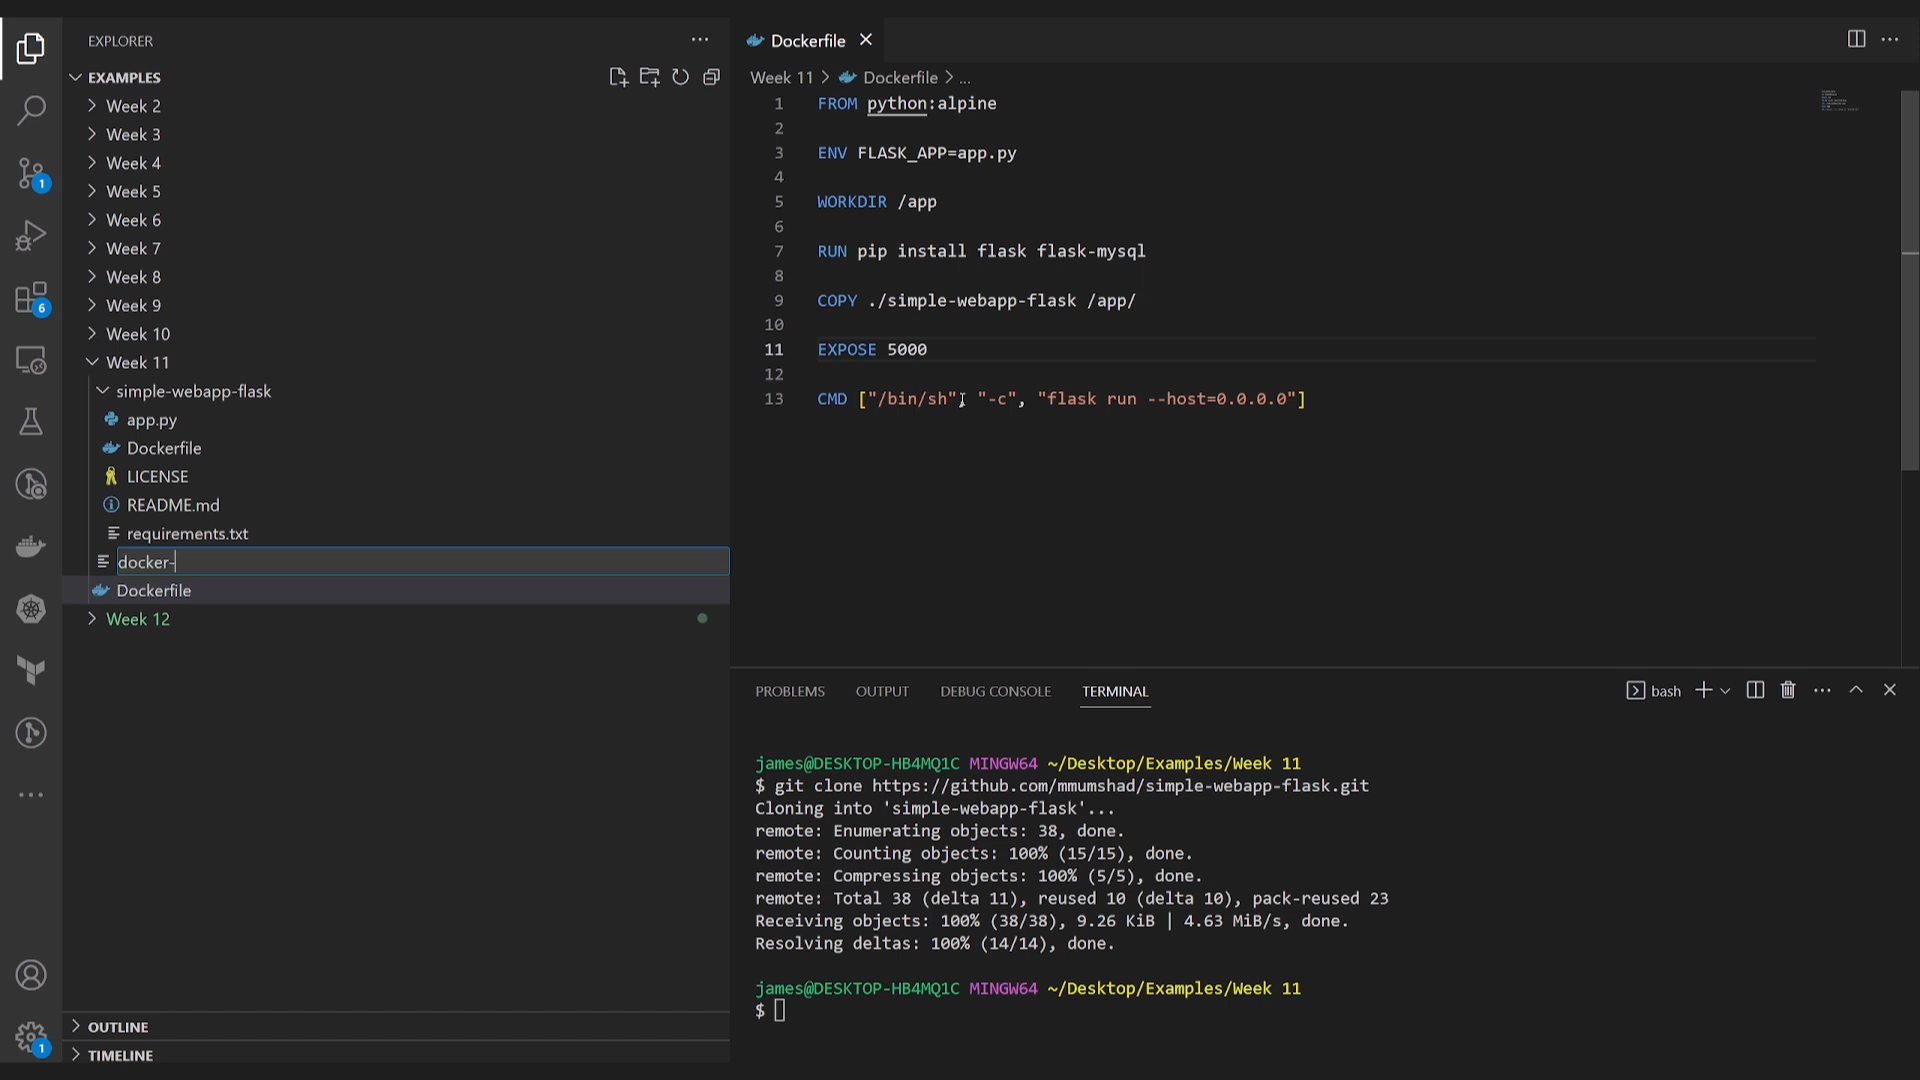 EXPLORER
EXAMPLES
Week 2
Week 3
Week 4
Week 5
Week 6
Week 7
Week 8
Week 9
Week 10
Week 11
simple-webapp-flask
app.py
Dockerfile
LICENSE
README.md
requirements.txt
docker-
Dockerfile
Week 12
OUTLINE
TIMELINE
1
6
1
Dockerfile
Week 11 > Dockerfile > ...
1 FROM python:alpine
2
3 ENV FLASK_APP=app.py
4
5 WORKDIR /app
6
7 RUN pip install flask flask-mysql
8
9 COPY ./simple-webapp-flask /app/
10
11 EXPOSE 5000
12
13 CMD ["/bin/sh", "-c", "flask run --host=0.0.0.0"]
PROBLEMS OUTPUT DEBUG CONSOLE TERMINAL bash
james@DESKTOP-HB4MQ1C MINGW64 ~/Desktop/Examples/Week 11
$ git clone https://github.com/mmumshad/simple-webapp-flask.git
Cloning into 'simple-webapp-flask'...
remote: Enumerating objects: 38, done.
remote: Counting objects: 100% (15/15), done.
remote: Compressing objects: 100% (5/5), done.
remote: Total 38 (delta 11), reused 10 (delta 10), pack-reused 23
Receiving objects: 100% (38/38), 9.26 KiB | 4.63 MiB/s, done.
Resolving deltas: 100% (14/14), done.
james@DESKTOP-HB4MQ1C MINGW64 ~/Desktop/Examples/Week 11
$